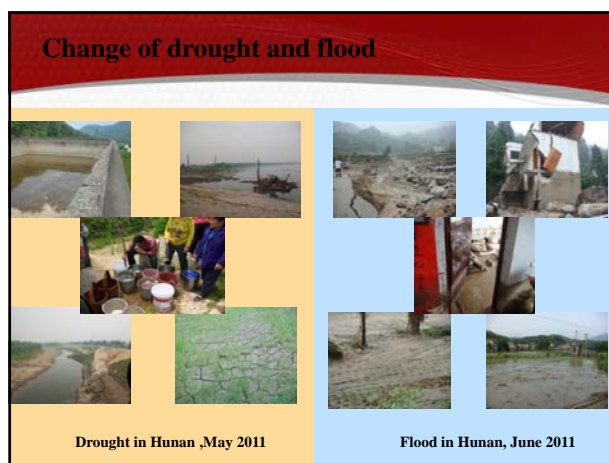 Change of drought and flood
Drought in Hunan ,May 2011
Flood in Hunan, June 2011